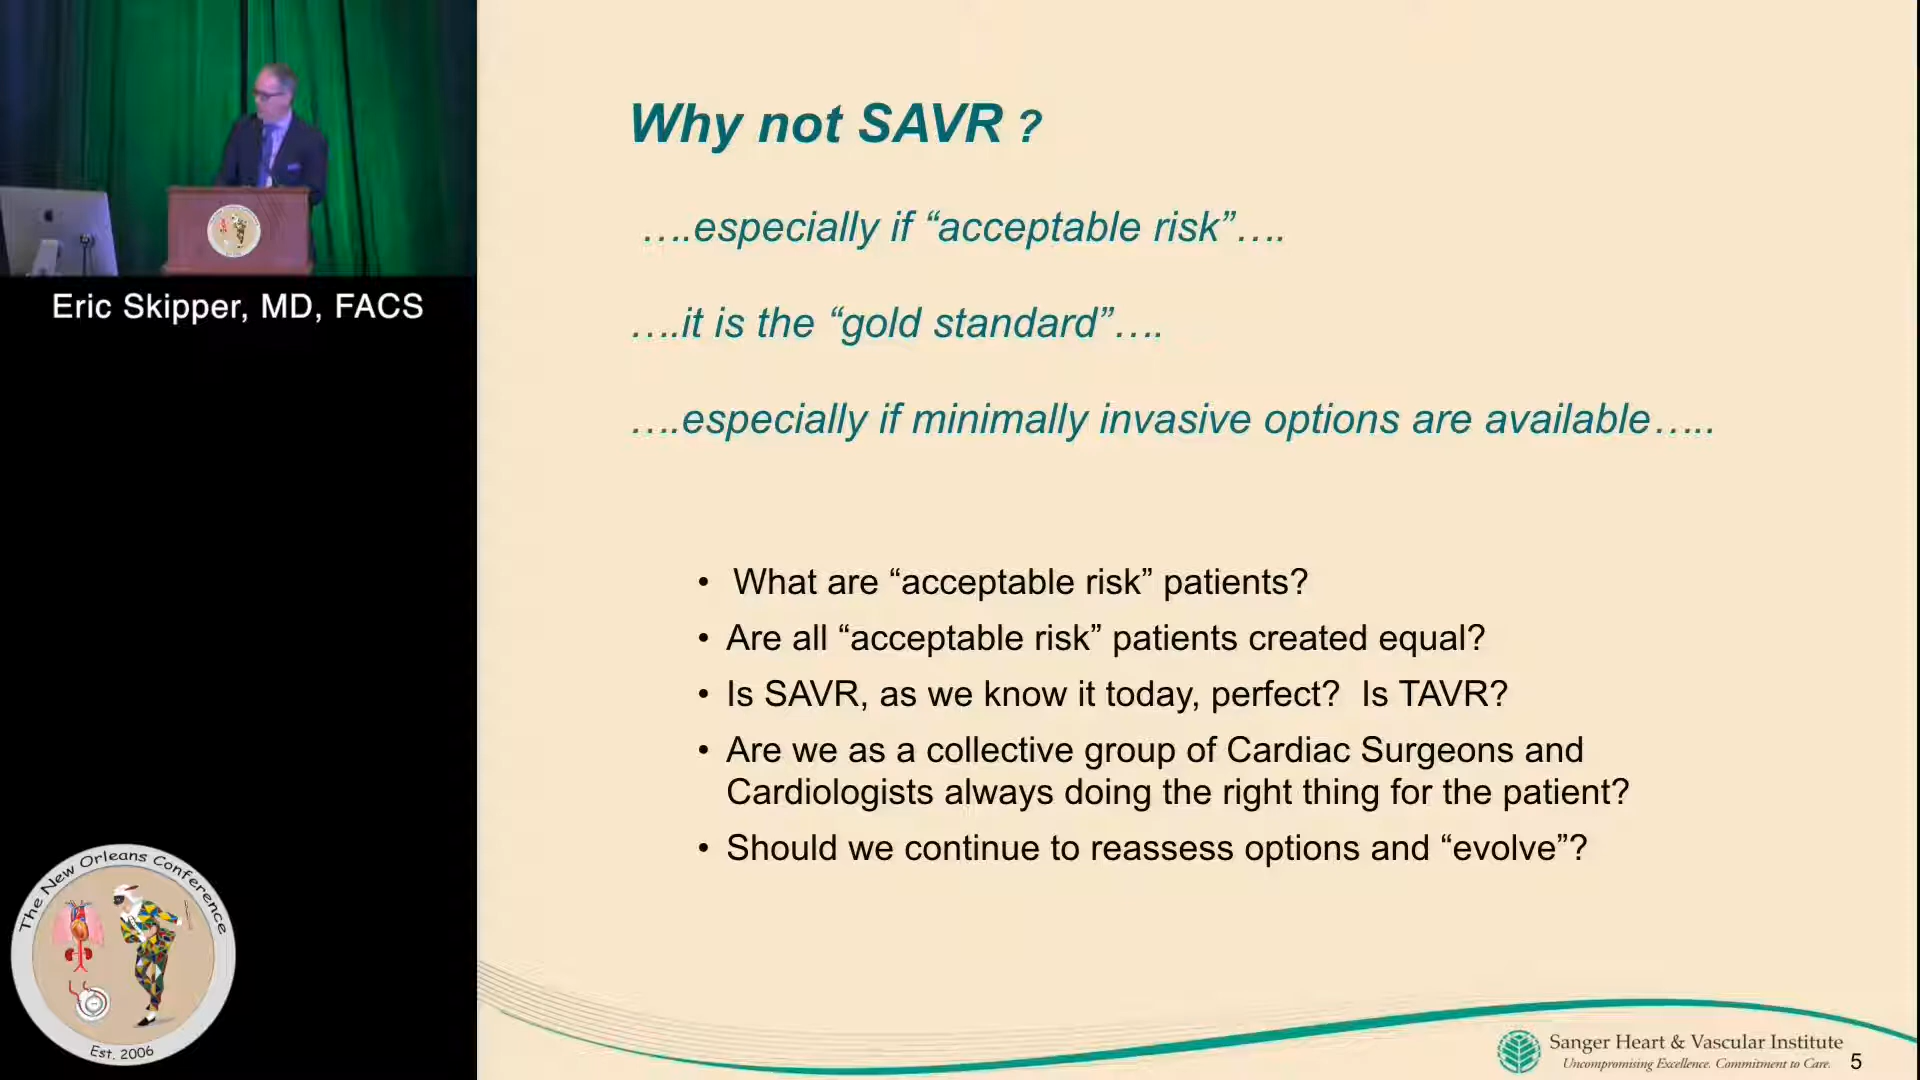 Eric Skipper, MD, FACS
The New Orleans Conference
Est. 2006
Why not SAVR ?
….especially if “acceptable risk”….
….it is the “gold standard”….
….especially if minimally invasive options are available…..
• What are “acceptable risk” patients?
• Are all “acceptable risk” patients created equal?
• Is SAVR, as we know it today, perfect?  Is TAVR?
• Are we as a collective group of Cardiac Surgeons and
Cardiologists always doing the right thing for the patient?
• Should we continue to reassess options and “evolve”?
Sanger Heart & Vascular Institute
Uncompromising Excellence. Commitment to Care.
5